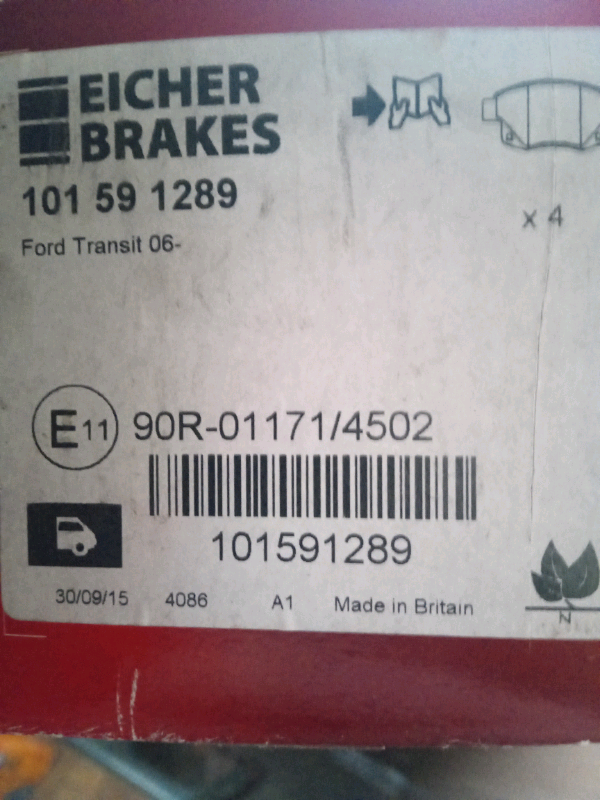 EICHER
BRAKES
101 59 1289
Ford Transit 06-
x 4
E11 90R-01171/4502
101591289
30/09/15 4086 A1 Made in Britain
N